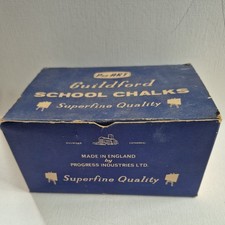 Guildford
SCHOOL CHALKS
Superfine Quality
MADE IN ENGLAND
by
PROGRESS INDUSTRIES LTD.
Superfine Quality